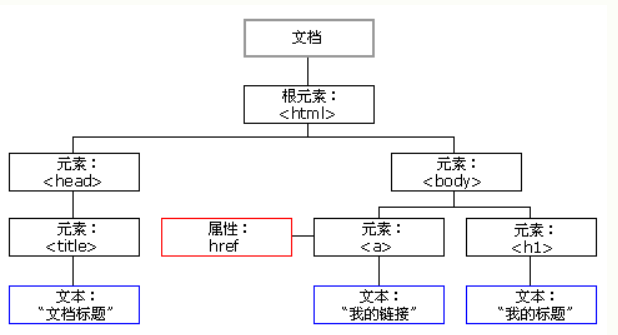 文档
根元素：
<html>
元素：
<head>
元素：
<body>
元素：
<title>
属性：
href
元素：
<a>
元素：
<h1>
文本：
“文档标题”
文本：
“我的链接”
文本：
“我的标题”